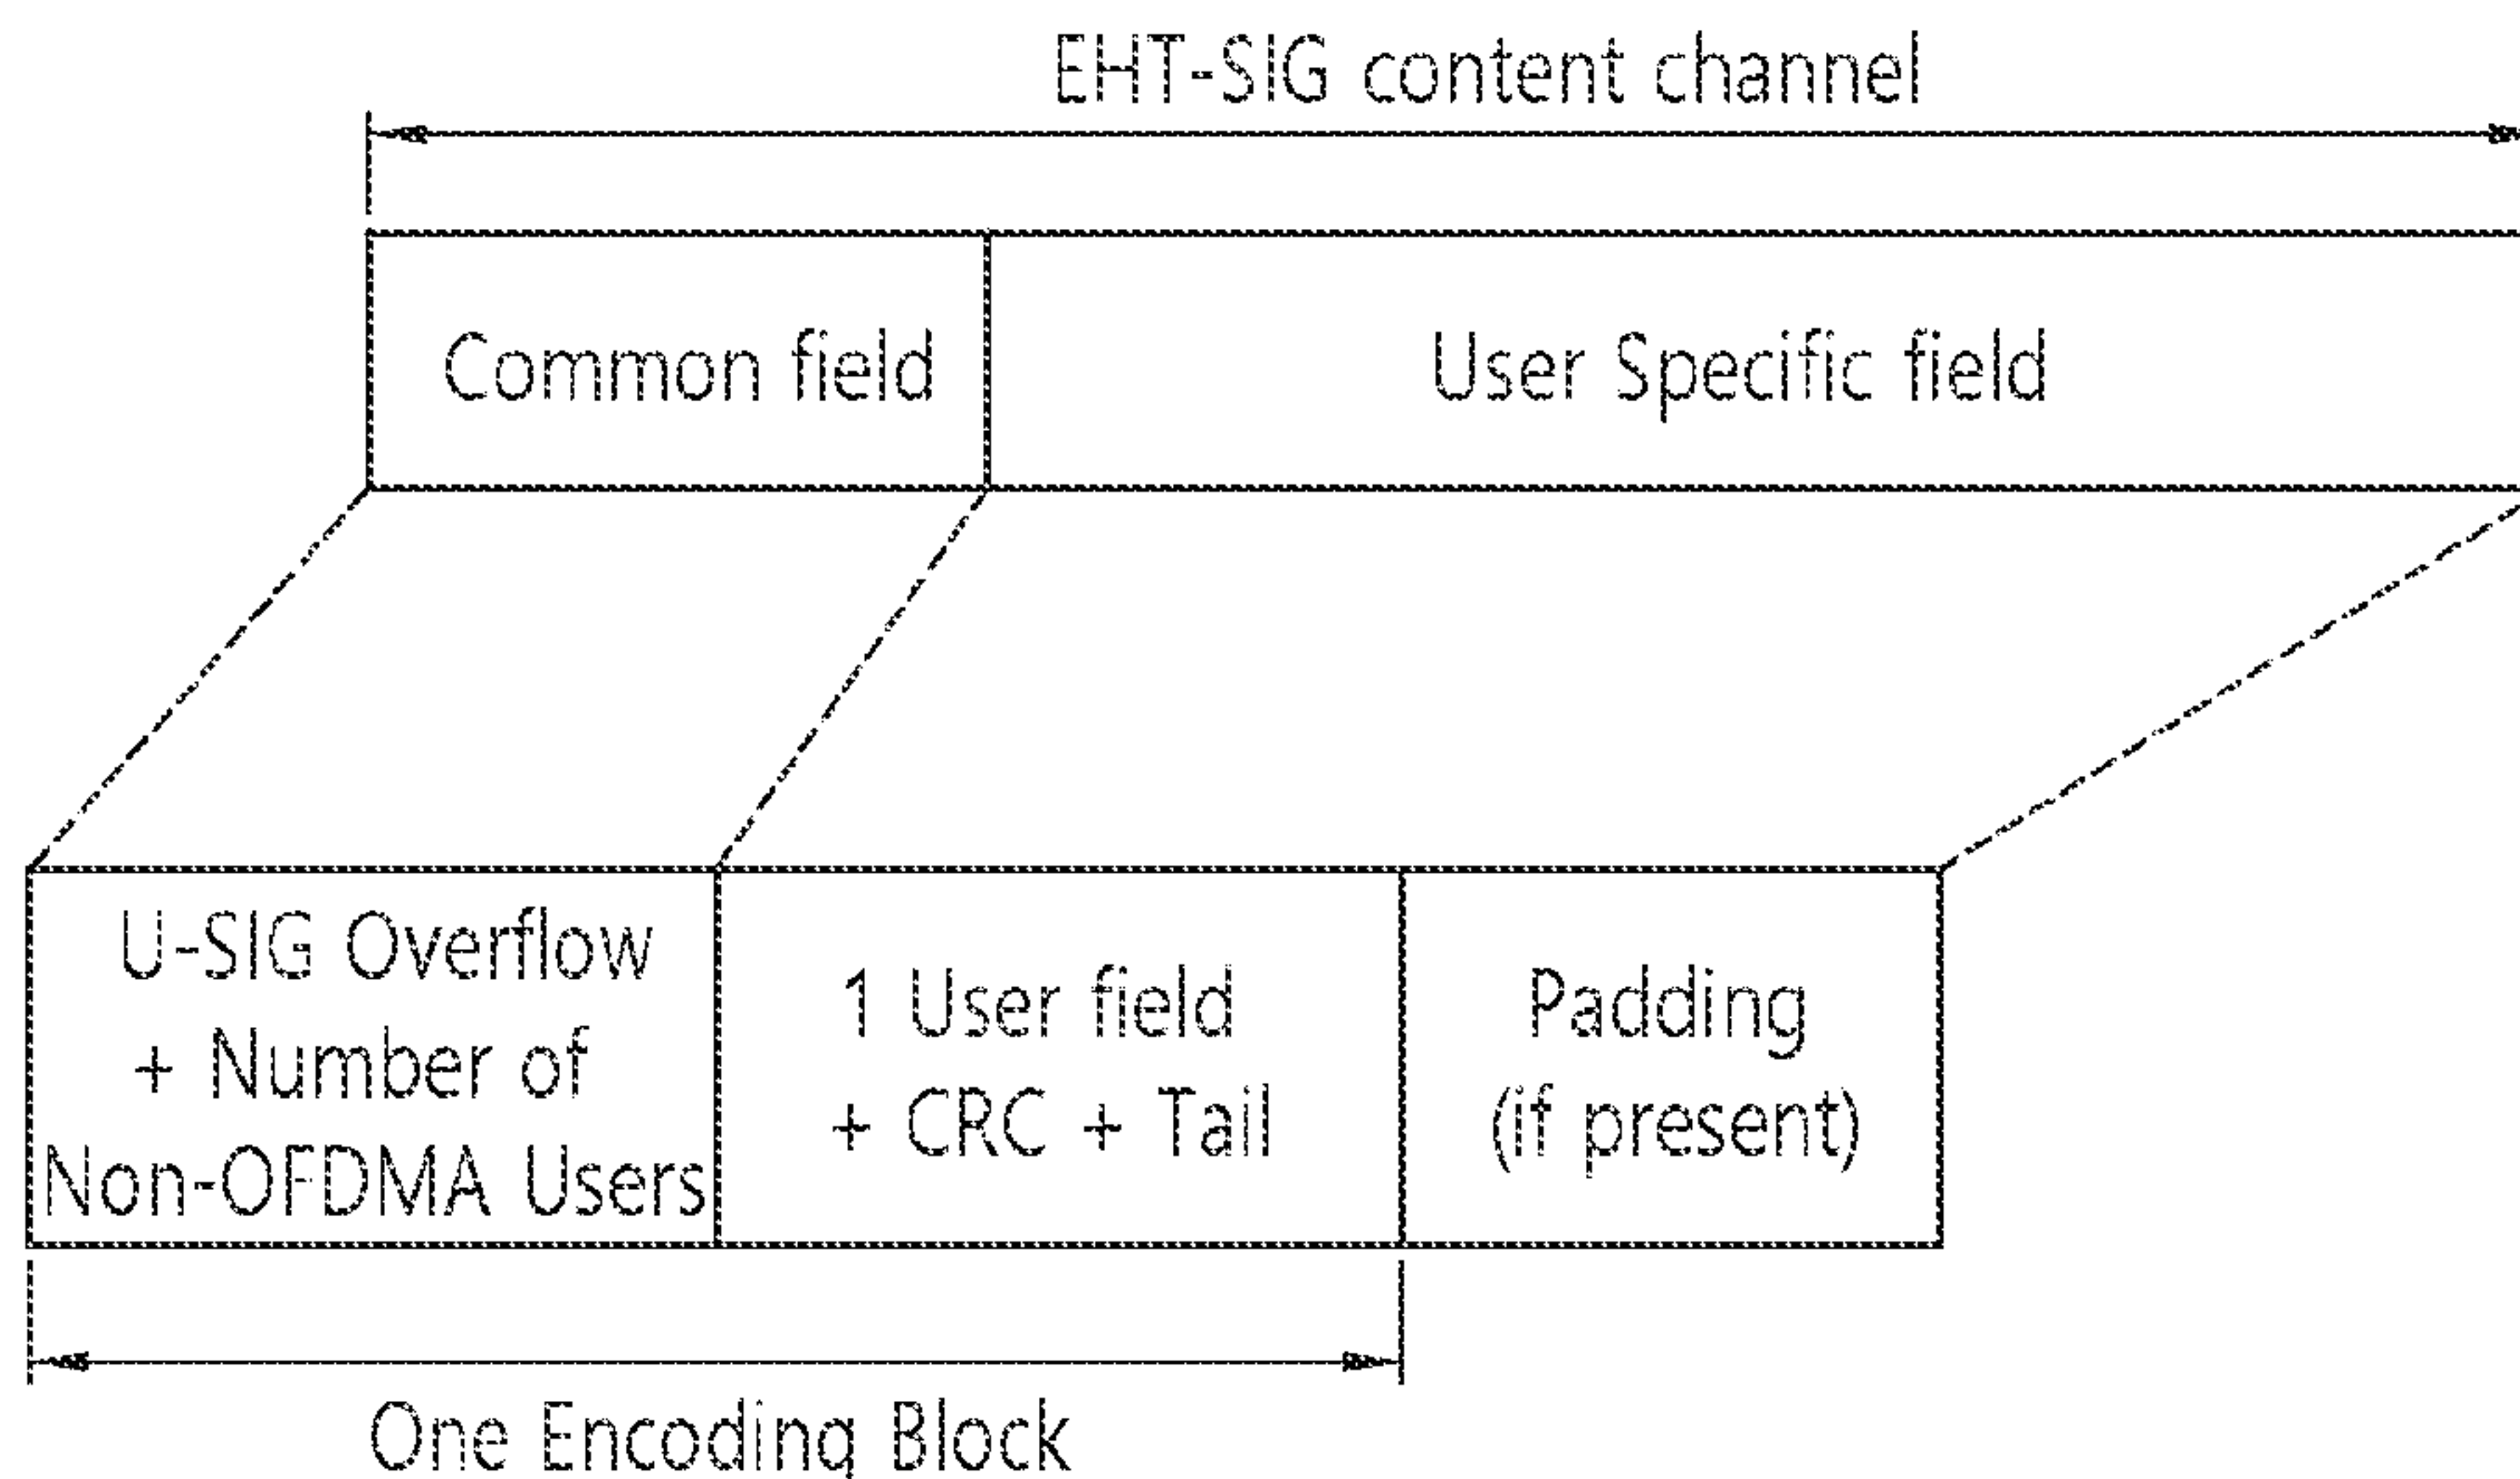 EHT-SIG content channel
Common field
User Specific field
U-SIG Overflow
+ Number of
Non-OFDMA Users
1 User field
+ CRC + Tail
Padding
(if present)
One Encoding Block